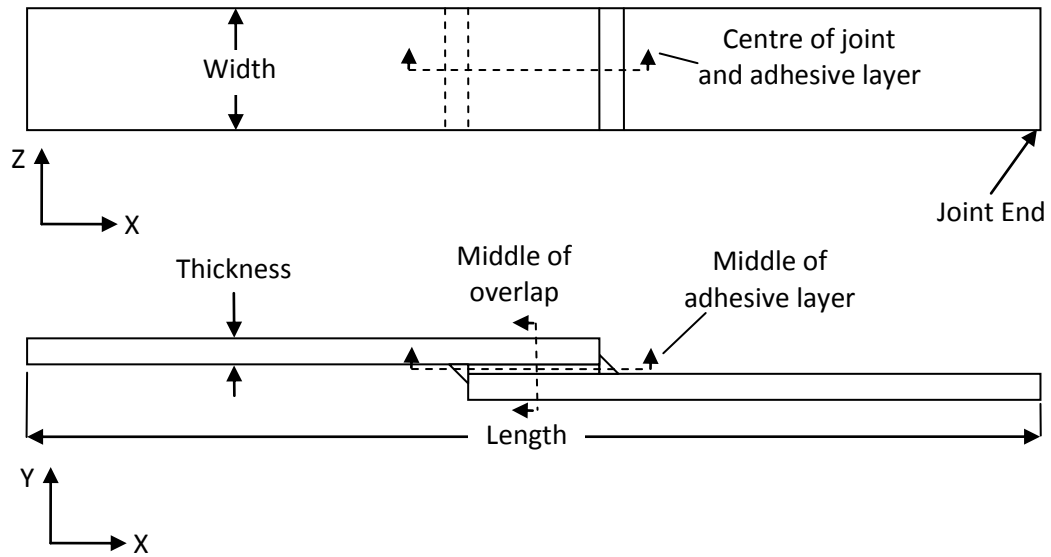 Width
Centre of joint
and adhesive layer
Z
X
Joint End
Thickness
Middle of
overlap
Middle of
adhesive layer
Length
Y
X